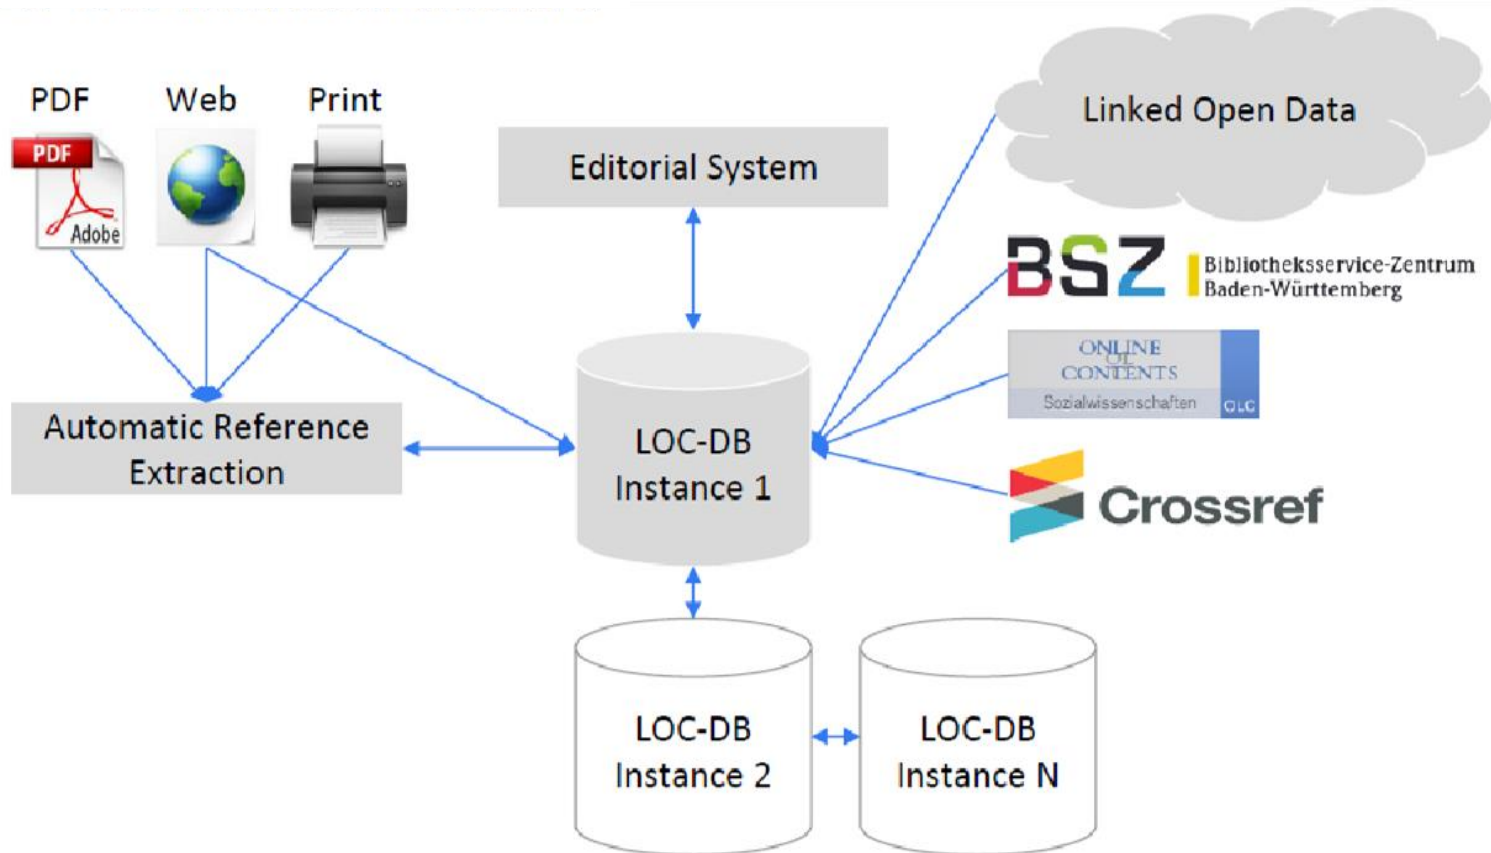 PDF
Web
Print
PDF
Adobe
Editorial System
Linked Open Data
BSZ
Bibliotheksservice-Zentrum
Baden-Württemberg
ONLINE
OF
CONTENTS
Sozialwissenschaften
OLC
Crossref
Automatic Reference
Extraction
LOC-DB
Instance 1
LOC-DB
Instance 2
LOC-DB
Instance N